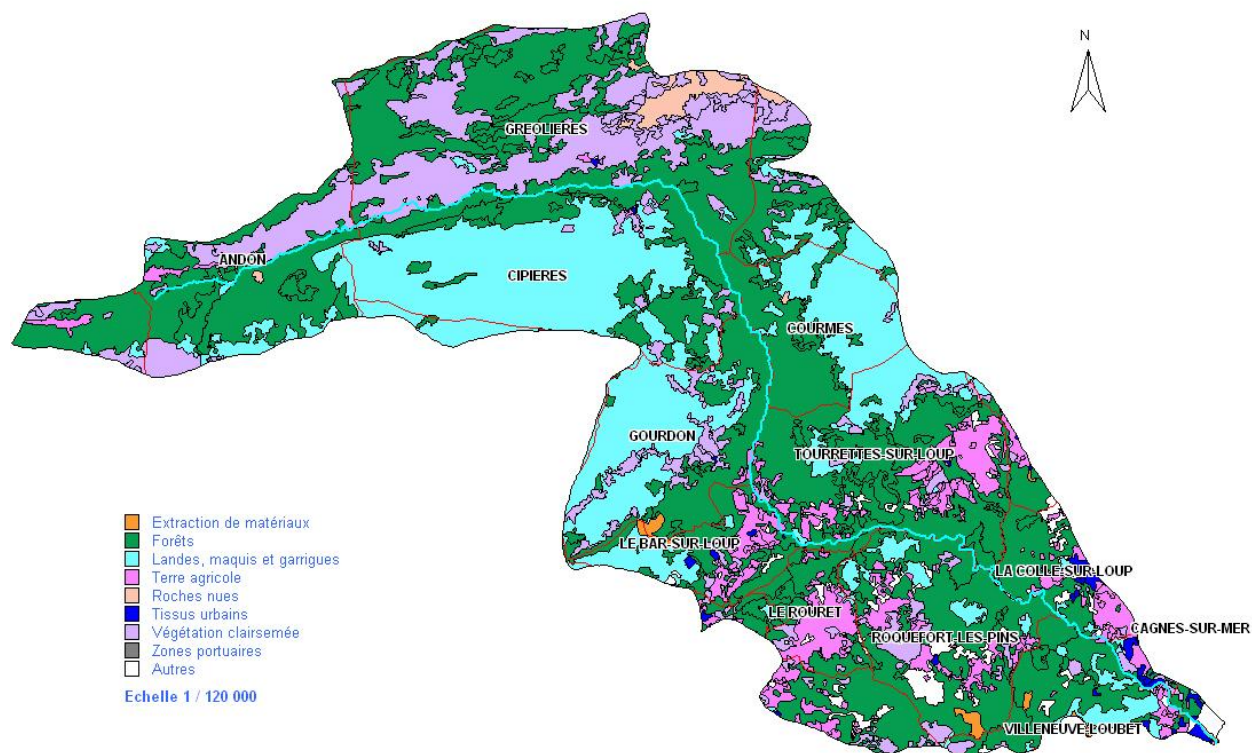 N
GREOLIERES
ANDON
CIPIERES
COURMES
GOURDON
TOURRETTES-SUR-LOUP
LE BAR-SUR-LOUP
LA COLLE-SUR-LOUP
LE ROURET
ROQUEFORT-LES-PINS
CAGNES-SUR-MER
VILLENEUVE-LOUBET
Extraction de matériaux
Forêts
Landes, maquis et garrigues
Terre agricole
Roches nues
Tissus urbains
Végétation clairsemée
Zones portuaires
Autres
Echelle 1 / 120 000